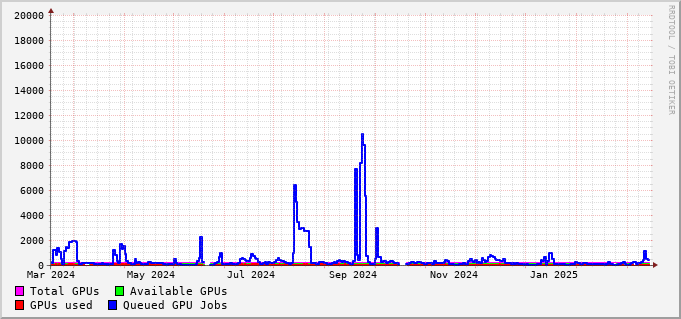 20000
18000
16000
14000
12000
10000
8000
6000
4000
2000
0
Mar 2024 May 2024 Jul 2024 Sep 2024 Nov 2024 Jan 2025
Total GPUs Available GPUs
GPUs used Queued GPU Jobs
RRDTOOL / TOBI OETIKER